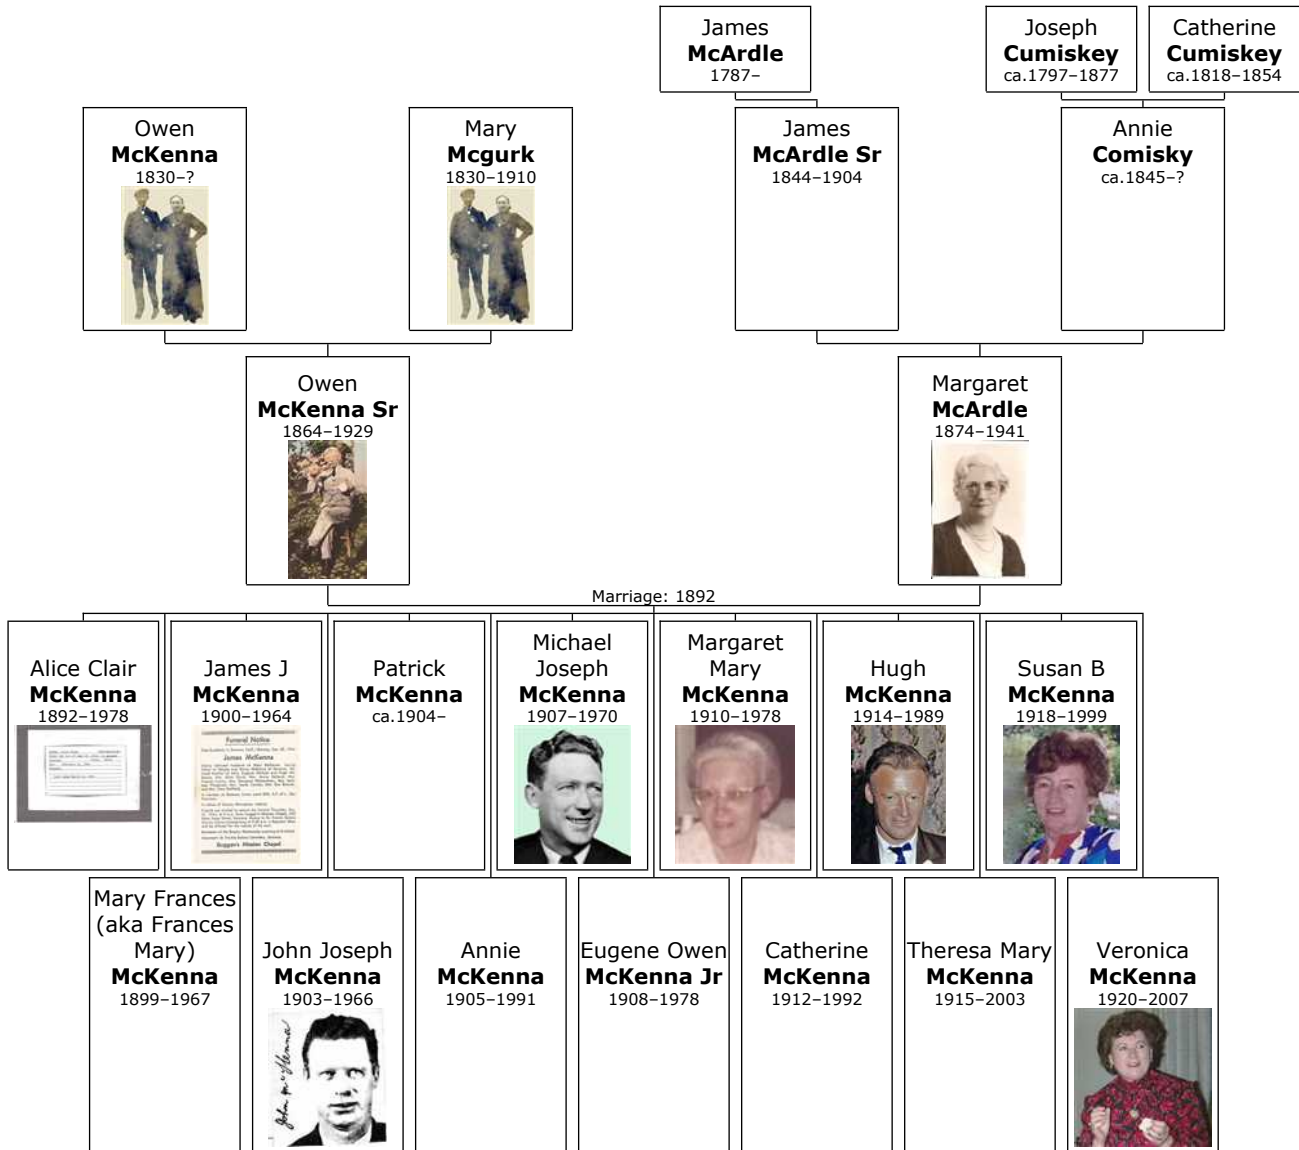 James
McArdle
1787–
Joseph
Cumiskey
ca.1797–1877
Catherine
Cumiskey
ca.1818–1854
Owen
McKenna
1830–?
Mary
Mcgurk
1830–1910
James
McArdle Sr
1844–1904
Annie
Comisky
ca.1845–?
Owen
McKenna Sr
1864–1929
Margaret
McArdle
1874–1941
Marriage: 1892
Alice Clair
McKenna
1892–1978
James J
McKenna
1900–1964
Funeral Notice
James McKenna
Duggan's Mission Chapel
Patrick
McKenna
ca.1904–
Michael
Joseph
McKenna
1907–1970
Margaret
Mary
McKenna
1910–1978
Hugh
McKenna
1914–1989
Susan B
McKenna
1918–1999
Mary Frances
(aka Frances
Mary)
McKenna
1899–1967
John Joseph
McKenna
1903–1966
John McKenna
Annie
McKenna
1905–1991
Eugene Owen
McKenna Jr
1908–1978
Catherine
McKenna
1912–1992
Theresa Mary
McKenna
1915–2003
Veronica
McKenna
1920–2007